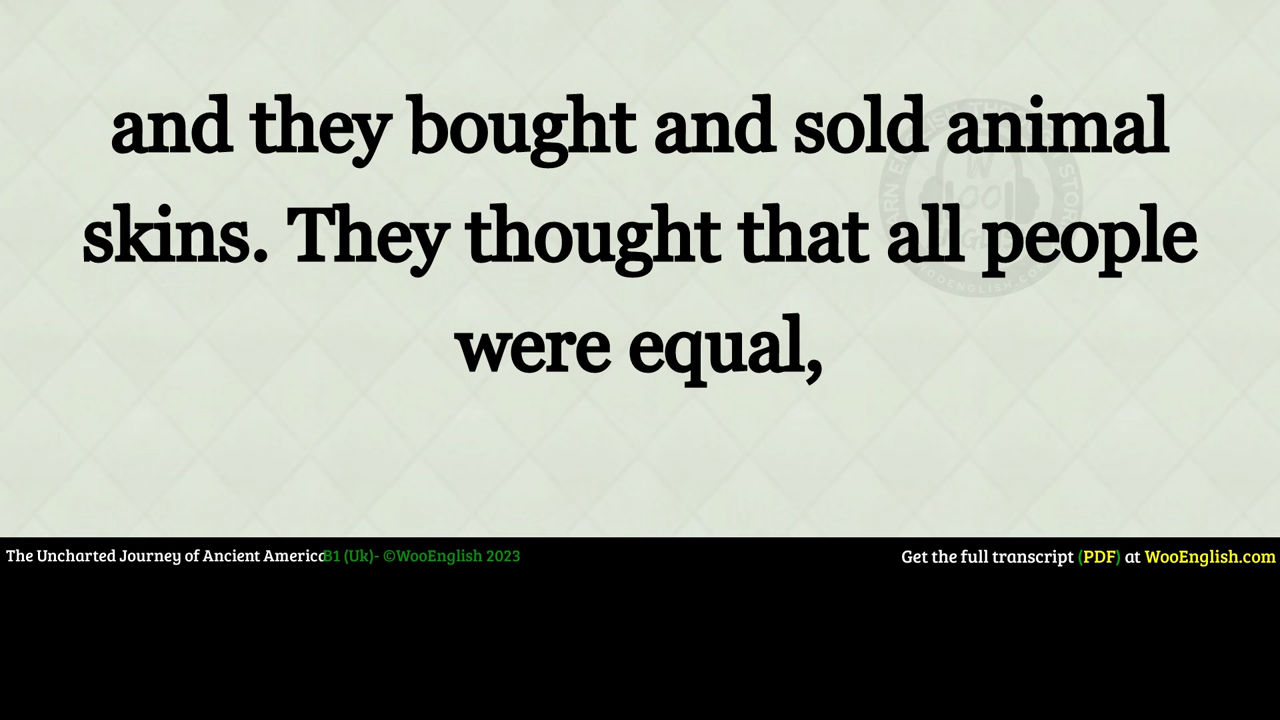 and they bought and sold animal
skins. They thought that all people
were equal,
The Uncharted Journey of Ancient America B1 (Uk)- ©WooEnglish 2023
Get the full transcript (PDF) at WooEnglish.com